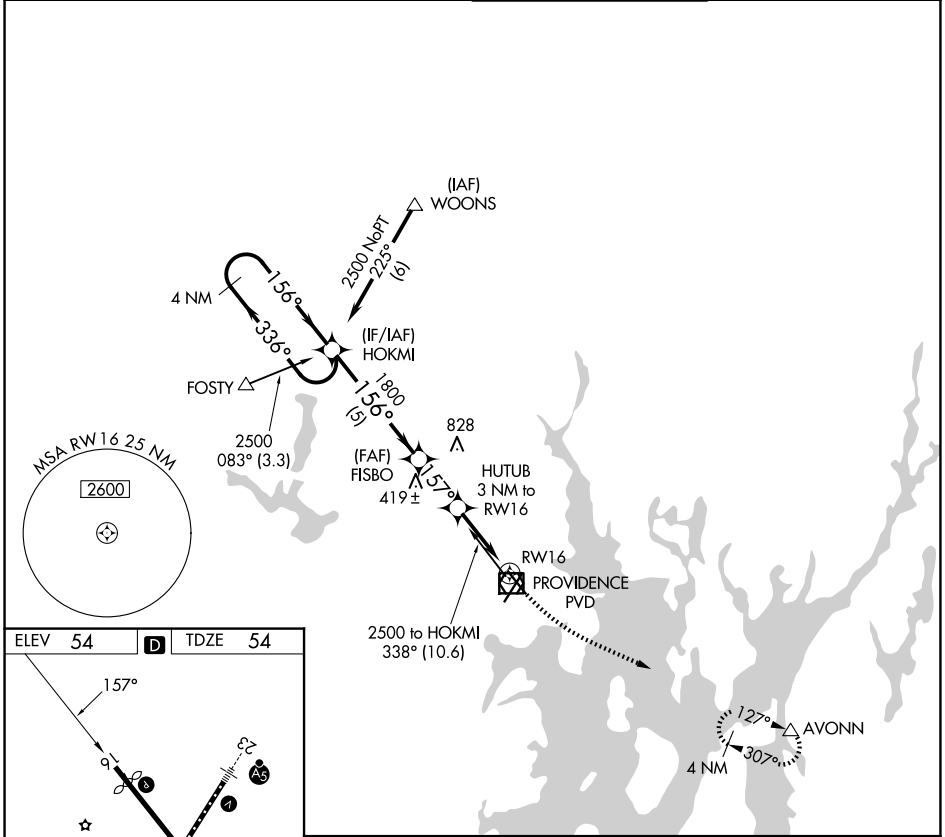 (IAF)
WOONS
2500 NoPT
225°
(6)
4 NM
156°
336°
(IF/IAF)
HOKMI
FOSTY
1800
156°
(5)
2500
083° (3.3)
828
(FAF)
FISBO
157°
419 ±
HUTUB
3 NM to
RW16
MSA RW16 25 NM
2600
RW16
PROVIDENCE
PVD
2500 to HOKMI
338° (10.6)
127°
AVONN
307°
4 NM
ELEV 54
D
TDZE 54
157°
16
23
A5